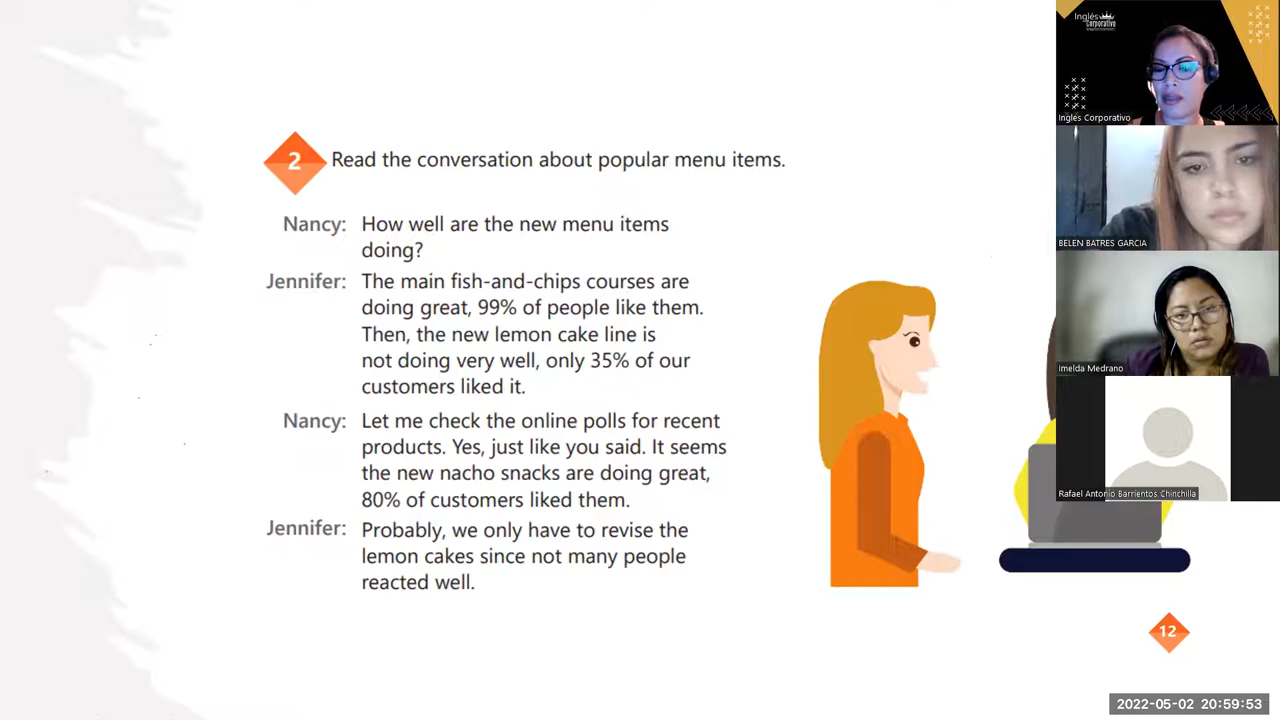 2 Read the conversation about popular menu items.
Nancy: How well are the new menu items
doing?
Jennifer: The main fish-and-chips courses are
doing great, 99% of people like them.
Then, the new lemon cake line is
not doing very well, only 35% of our
customers liked it.
Nancy: Let me check the online polls for recent
products. Yes, just like you said. It seems
the new nacho snacks are doing great,
80% of customers liked them.
Jennifer: Probably, we only have to revise the
lemon cakes since not many people
reacted well.
12
Inglés
Corporativo
Inglés Corporativo
BELEN BATRES GARCIA
Imelda Medrano
Rafael Antonio Barrientos Chinchilla
2022-05-02 20:59:53